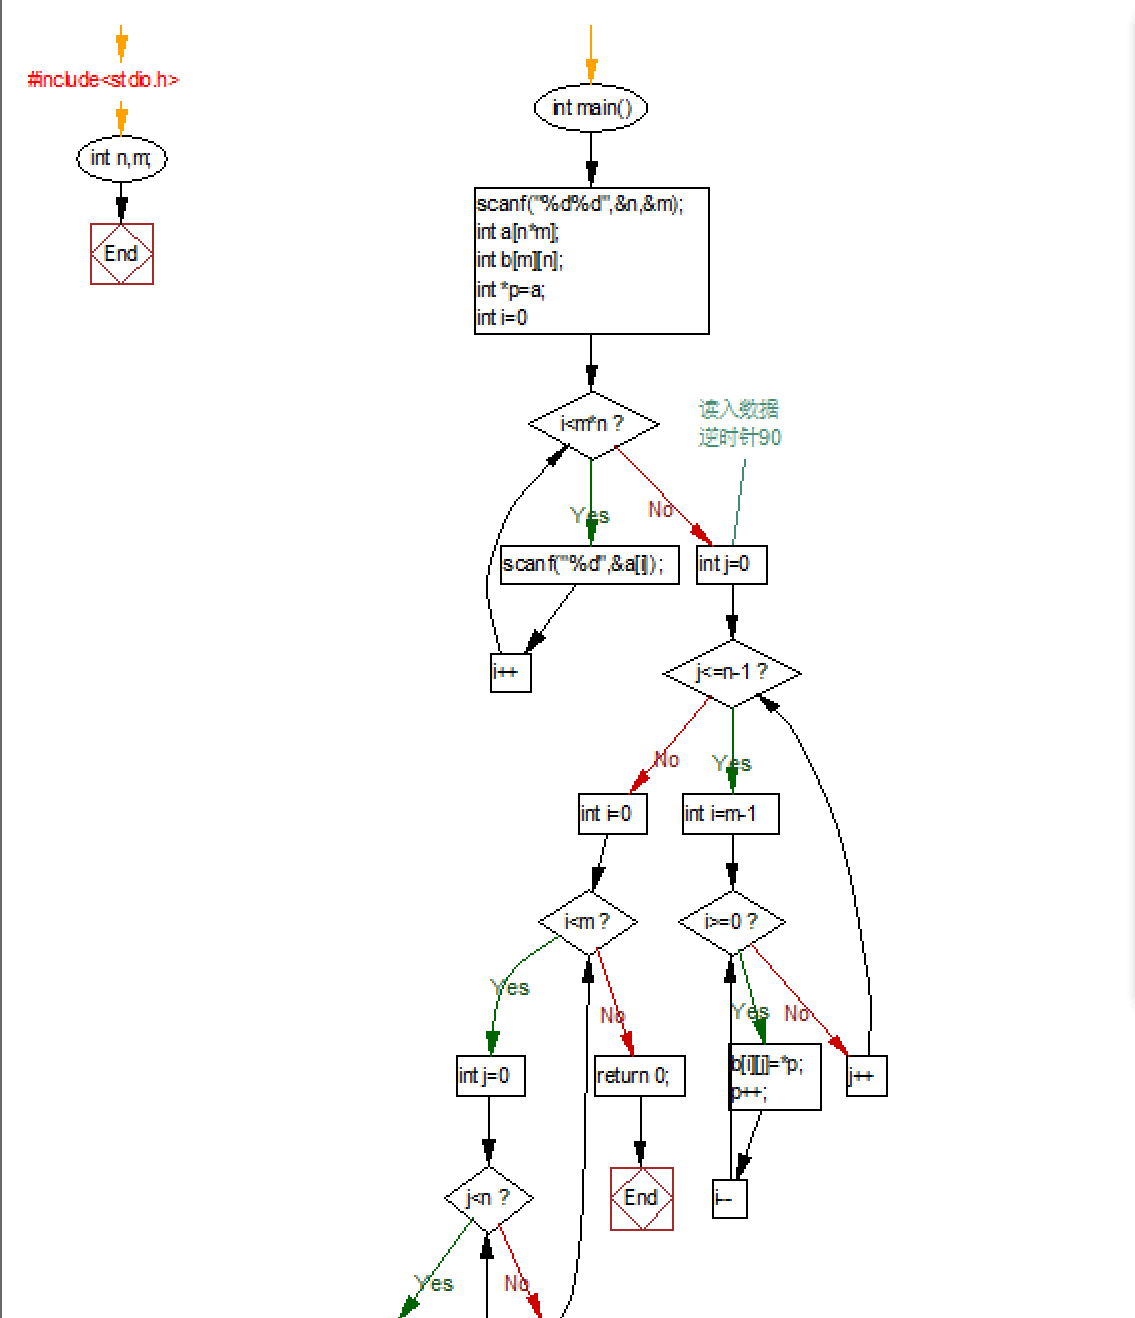 #include<stdio.h>
int n,m;
End
int main()
scanf("%d%d",&n,&m);
int a[n*m];
int b[m][n];
int *p=a;
int i=0
i<m*n ?
读入数据
逆时针90
Yes
No
scanf("%d",&a[i]);
int j=0
i++
j<=n-1 ?
No
Yes
int i=0
int i=m-1
i<m ?
i>=0 ?
Yes
No
Yes
No
int j=0
return 0;
b[i][j]=*p;
p++;
j++
j<n ?
End
i--
Yes
No